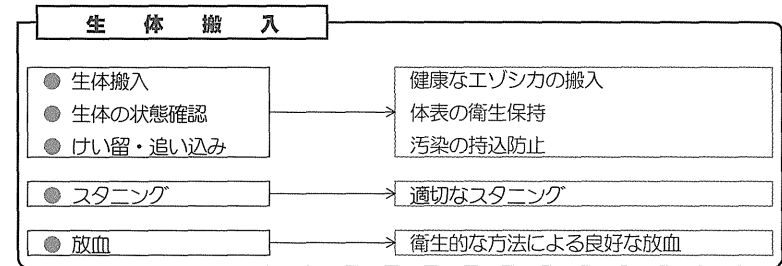 生体搬入
● 生体搬入
● 生体の状態確認
● けい留・追い込み
健康なエゾシカの搬入
体表の衛生保持
汚染の持込防止
● スタニング
適切なスタニング
● 放血
衛生的な方法による良好な放血